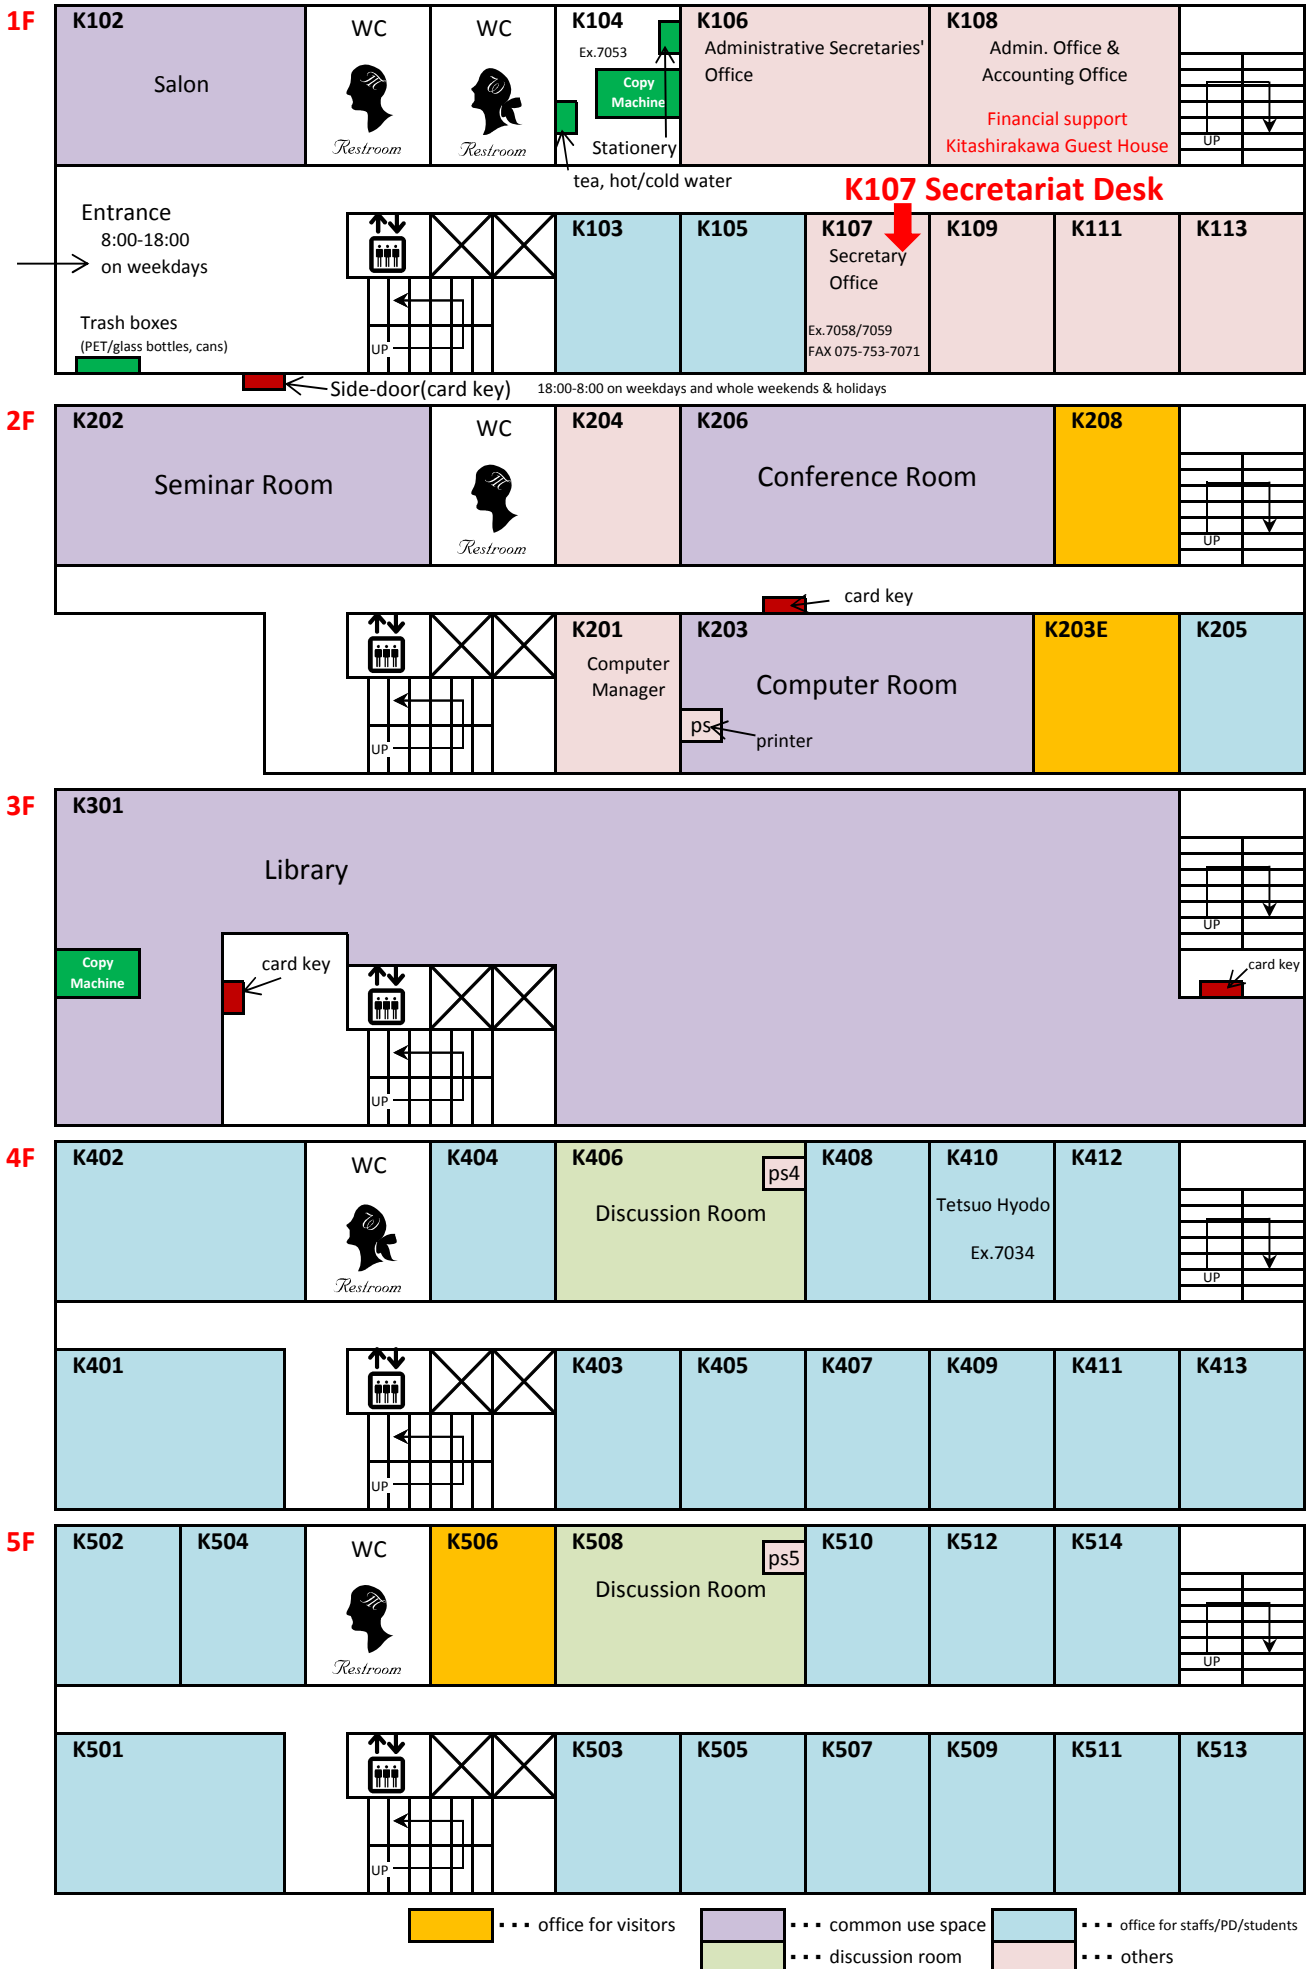 1F
K102
Salon
WC
Restroom
WC
Restroom
K104
Ex.7053
Copy
Machine
Stationery
tea, hot/cold water
K106
Administrative Secretaries'
Office
K108
Admin. Office &
Accounting Office
Financial support
Kitashirakawa Guest House
UP
K107 Secretariat Desk
Entrance
8:00-18:00
on weekdays
Trash boxes
(PET/glass bottles, cans)
UP
K103
K105
K107
Secretary
Office
Ex.7058/7059
FAX 075-753-7071
K109
K111
K113
Side-door(card key)
18:00-8:00 on weekdays and whole weekends & holidays
2F
K202
Seminar Room
WC
Restroom
K204
K206
Conference Room
K208
UP
card key
UP
K201
Computer
Manager
K203
Computer Room
ps
printer
K203E
K205
3F
K301
Library
UP
Copy
Machine
card key
card key
UP
4F
K402
WC
Restroom
K404
K406
Discussion Room
ps4
K408
K410
Tetsuo Hyodo
Ex.7034
K412
UP
K401
UP
K403
K405
K407
K409
K411
K413
5F
K502
K504
WC
Restroom
K506
K508
Discussion Room
ps5
K510
K512
K514
UP
K501
UP
K503
K505
K507
K509
K511
K513
··· office for visitors
··· common use space
··· office for staffs/PD/students
··· discussion room
··· others